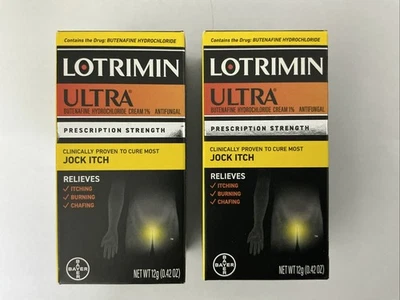 Contains the Drug: BUTENAFINE HYDROCHLORIDE
LOTRIMIN
ULTRA®
BUTENAFINE HYDROCHLORIDE CREAM 1% ANTIFUNGAL
PRESCRIPTION STRENGTH
CLINICALLY PROVEN TO CURE MOST
JOCK ITCH
RELIEVES
✓ ITCHING
✓ BURNING
✓ CHAFING
BAYER
NET WT 12g (0.42 OZ)
Contains the Drug: BUTENAFINE HYDROCHLORIDE
LOTRIMIN
ULTRA®
BUTENAFINE HYDROCHLORIDE CREAM 1% ANTIFUNGAL
PRESCRIPTION STRENGTH
CLINICALLY PROVEN TO CURE MOST
JOCK ITCH
RELIEVES
✓ ITCHING
✓ BURNING
✓ CHAFING
BAYER
NET WT 12g (0.42 OZ)